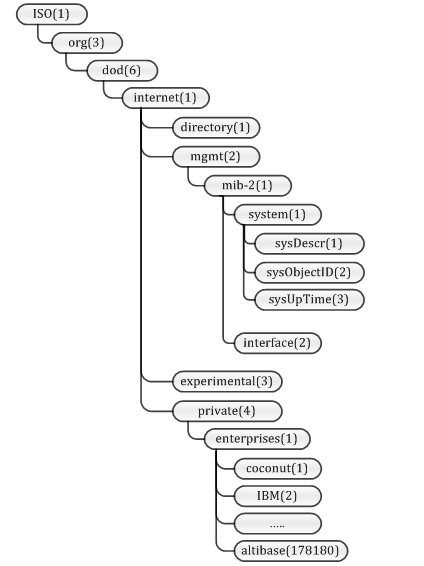 ISO(1)
org(3)
dod(6)
internet(1)
directory(1)
mgmt(2)
mib-2(1)
system(1)
sysDescr(1)
sysObjectID(2)
sysUpTime(3)
interface(2)
experimental(3)
private(4)
enterprises(1)
coconut(1)
IBM(2)
.....
altibase(178180)